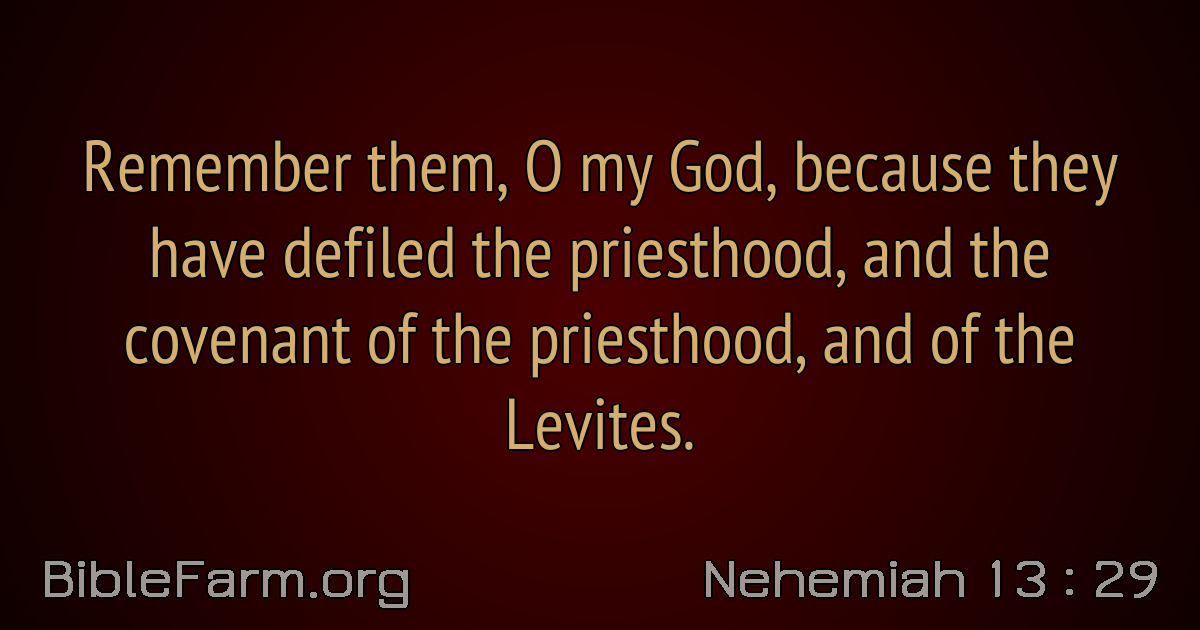 Remember them, O my God, because they
have defiled the priesthood, and the
covenant of the priesthood, and of the
Levites.
BibleFarm.org
Nehemiah 13 : 29